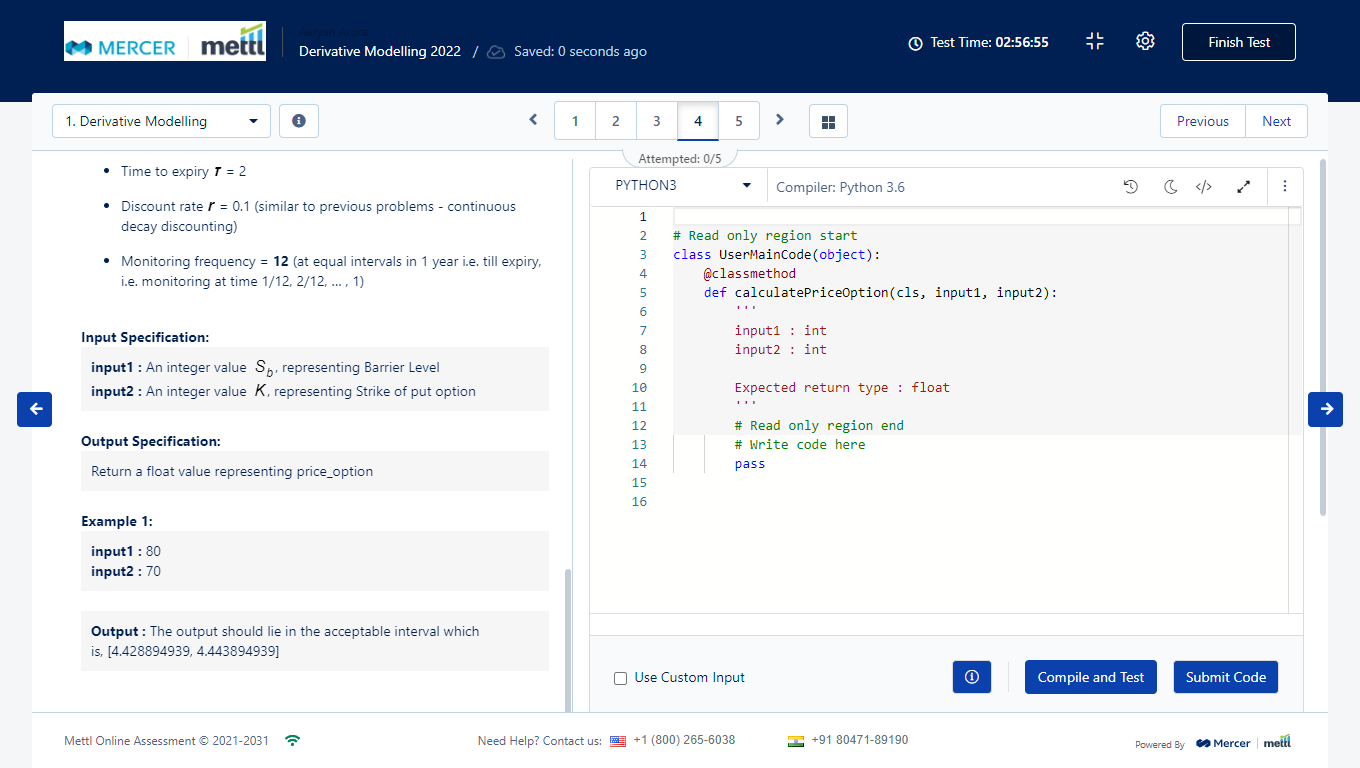 MERCER mettl
Derivative Modelling 2022 / Saved: 0 seconds ago
Test Time: 02:56:55
Finish Test
1. Derivative Modelling
1 2 3 4 5
Previous Next
Attempted: 0/5
Time to expiry T = 2
Discount rate r = 0.1 (similar to previous problems - continuous
decay discounting)
Monitoring frequency = 12 (at equal intervals in 1 year i.e. till expiry,
i.e. monitoring at time 1/12, 2/12, ... , 1)
Input Specification:
input1 : An integer value S_b, representing Barrier Level
input2 : An integer value K, representing Strike of put option
Output Specification:
Return a float value representing price_option
Example 1:
input1 : 80
input2 : 70
Output : The output should lie in the acceptable interval which
is, [4.428894939, 4.443894939]
PYTHON3
Compiler: Python 3.6
1
2 # Read only region start
3 class UserMainCode(object):
4 @classmethod
5 def calculatePriceOption(cls, input1, input2):
6 '''
7 input1 : int
8 input2 : int
9
10 Expected return type : float
11 '''
12 # Read only region end
13 # Write code here
14 pass
15
16
Use Custom Input
Compile and Test
Submit Code
Mettl Online Assessment © 2021-2031
Need Help? Contact us: +1 (800) 265-6038
+91 80471-89190
Powered By Mercer mettl